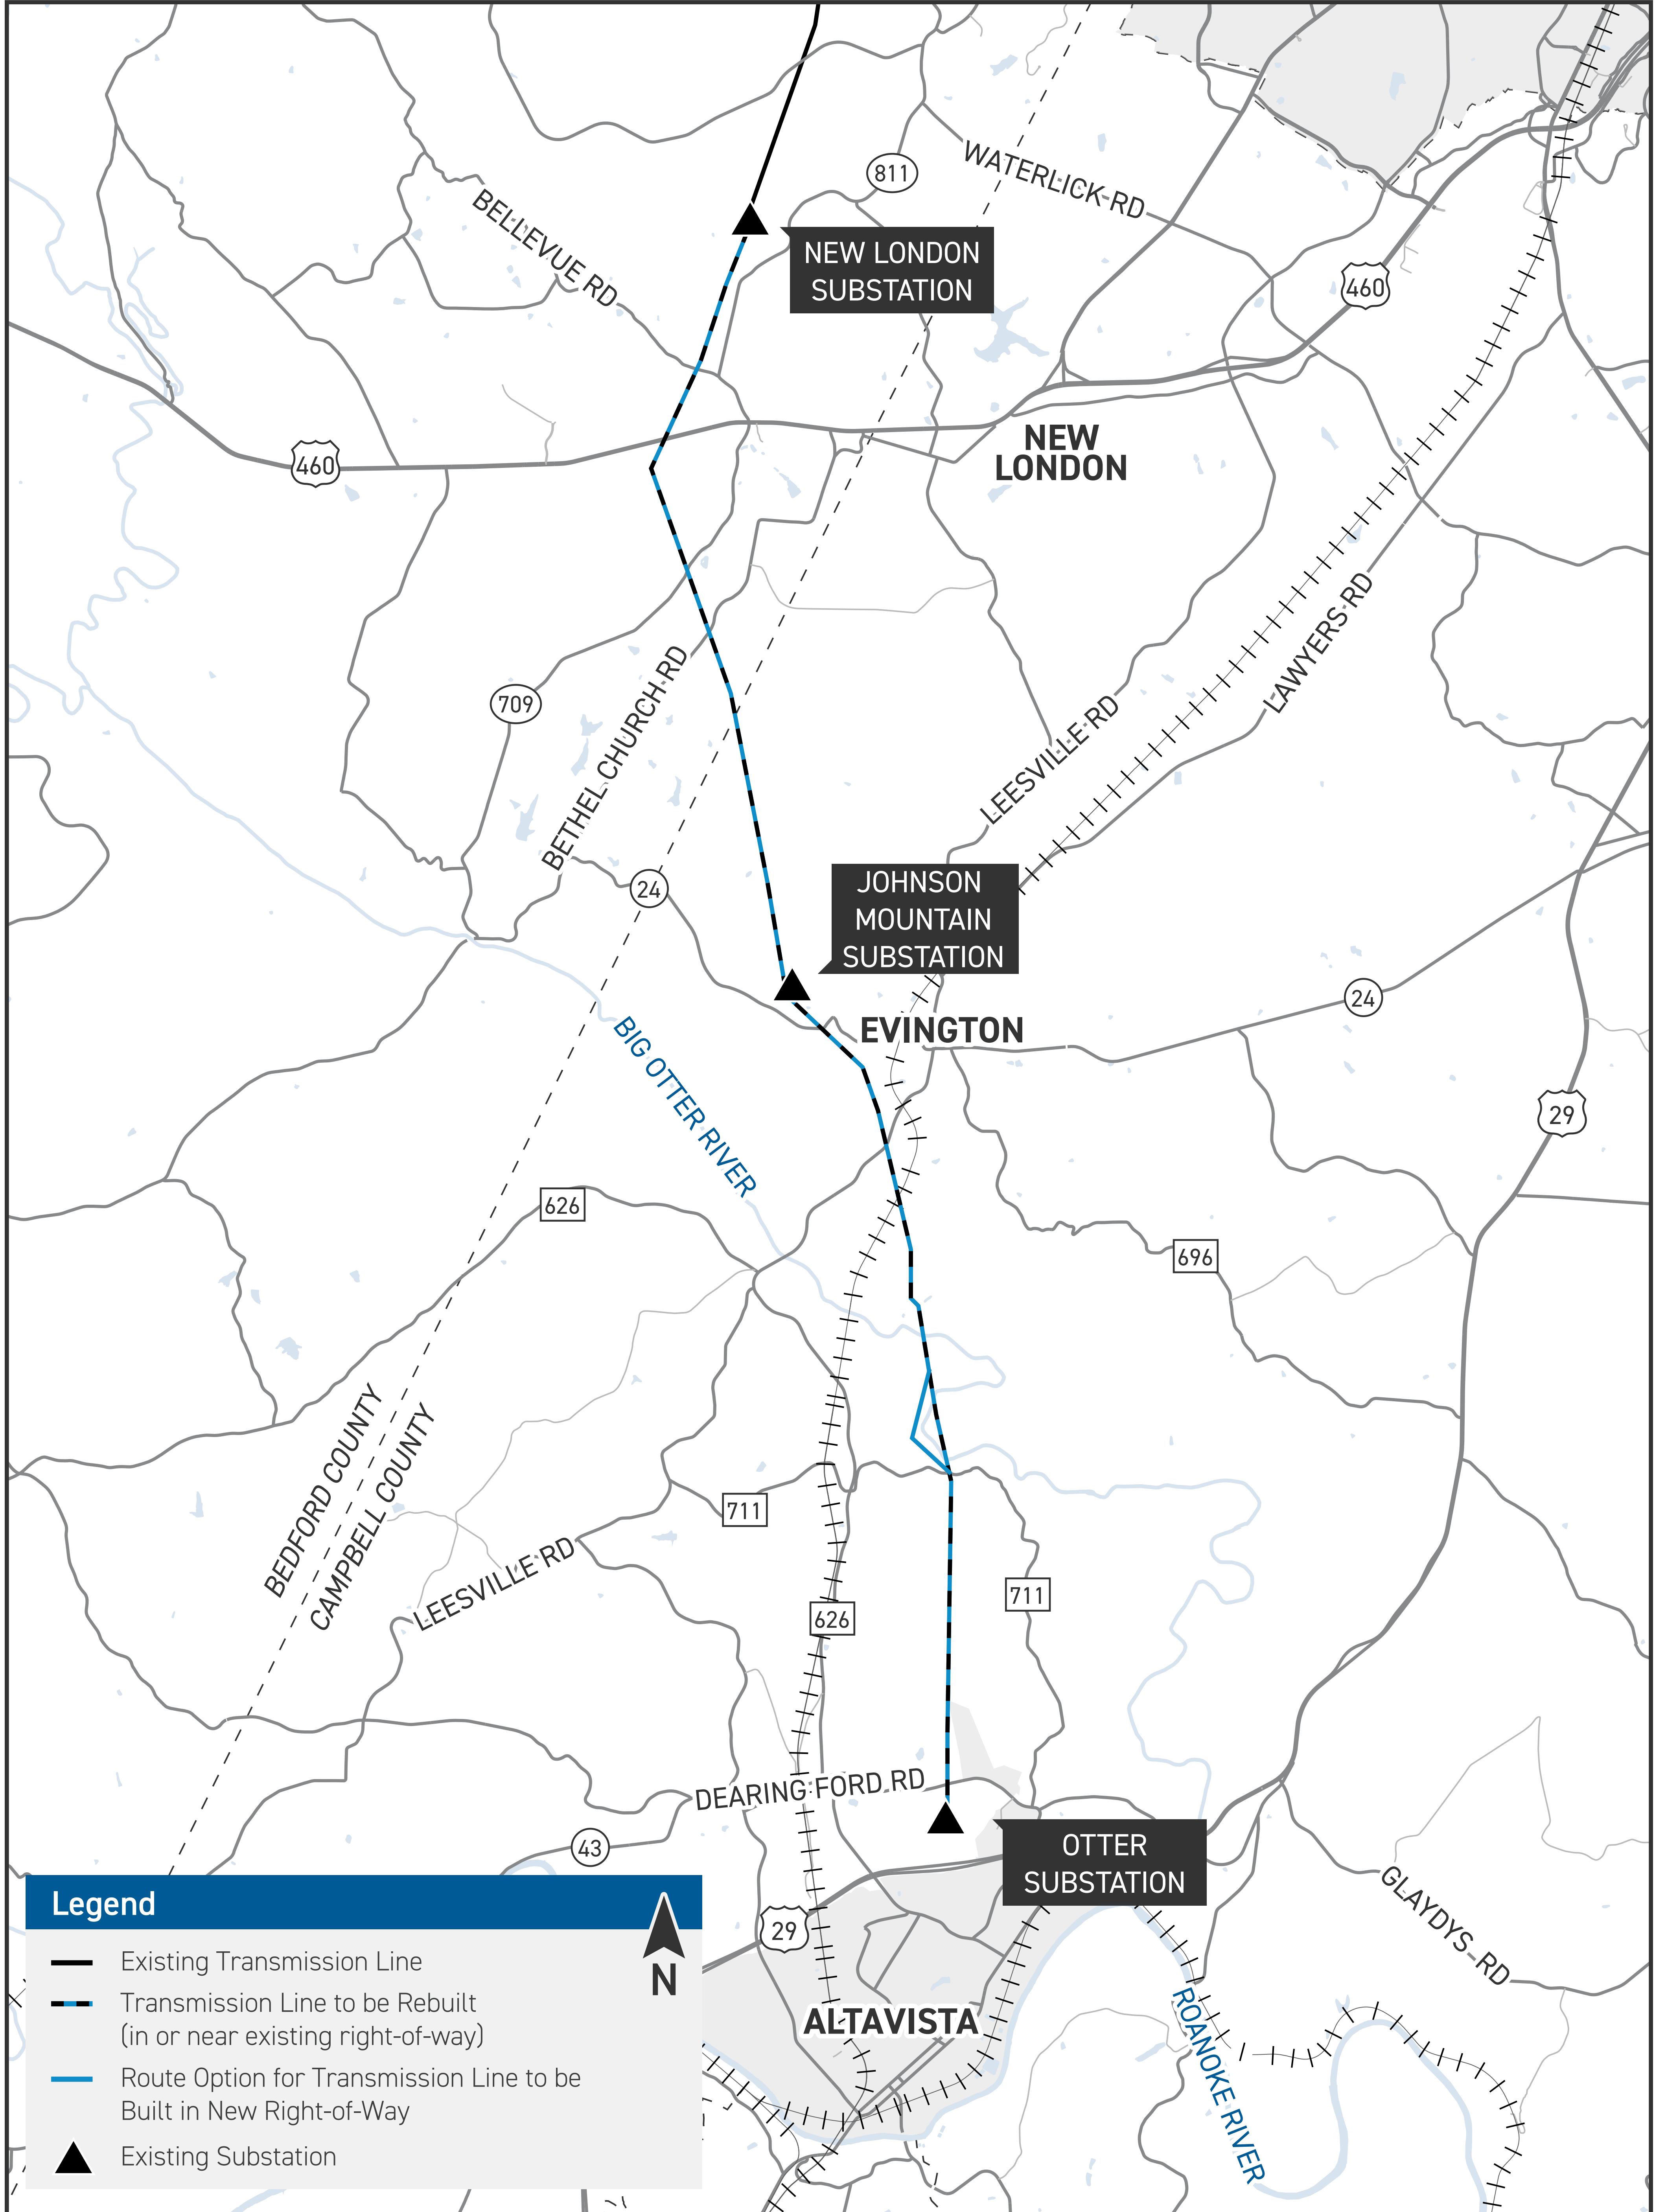 811
WATERLICK RD
BELLEVUE RD
NEW LONDON
SUBSTATION
460
NEW
LONDON
460
LAWYERS RD
709
BETHEL CHURCH RD
LEESVILLE RD
24
JOHNSON
MOUNTAIN
SUBSTATION
24
EVINGTON
BIG OTTER RIVER
29
626
696
BEDFORD COUNTY
CAMPBELL COUNTY
711
LEESVILLE RD
711
626
DEARING FORD RD
43
OTTER
SUBSTATION
GLAYDYS RD
29
ALTAVISTA
ROANOKE RIVER
Legend
N
Existing Transmission Line
Transmission Line to be Rebuilt
(in or near existing right-of-way)
Route Option for Transmission Line to be
Built in New Right-of-Way
Existing Substation